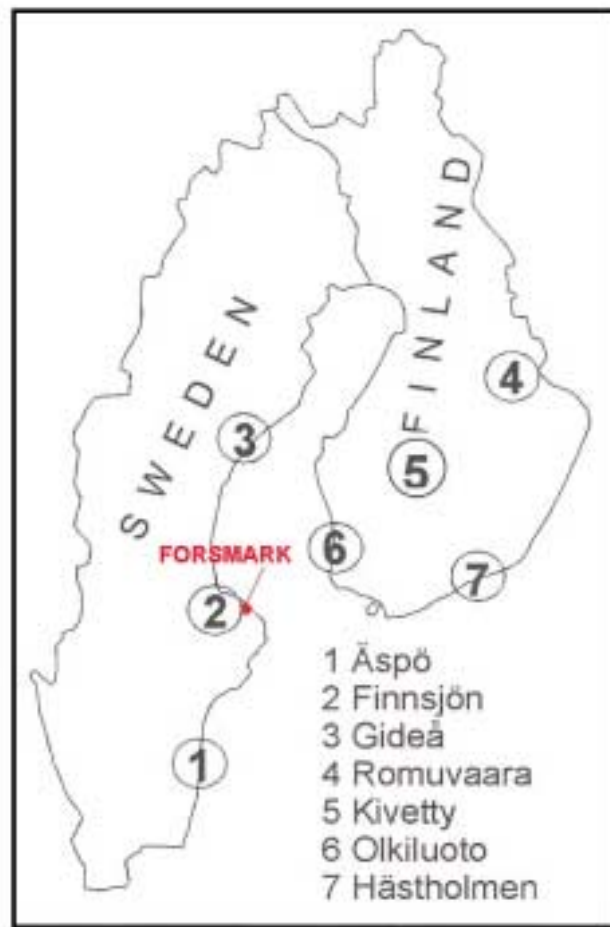 SWEDEN
FINLAND
4
3
5
6
FORSMARK
7
2
1
1 Äspö
2 Finnsjön
3 Gideå
4 Romuvaara
5 Kivetty
6 Olkiluoto
7 Hästholmen